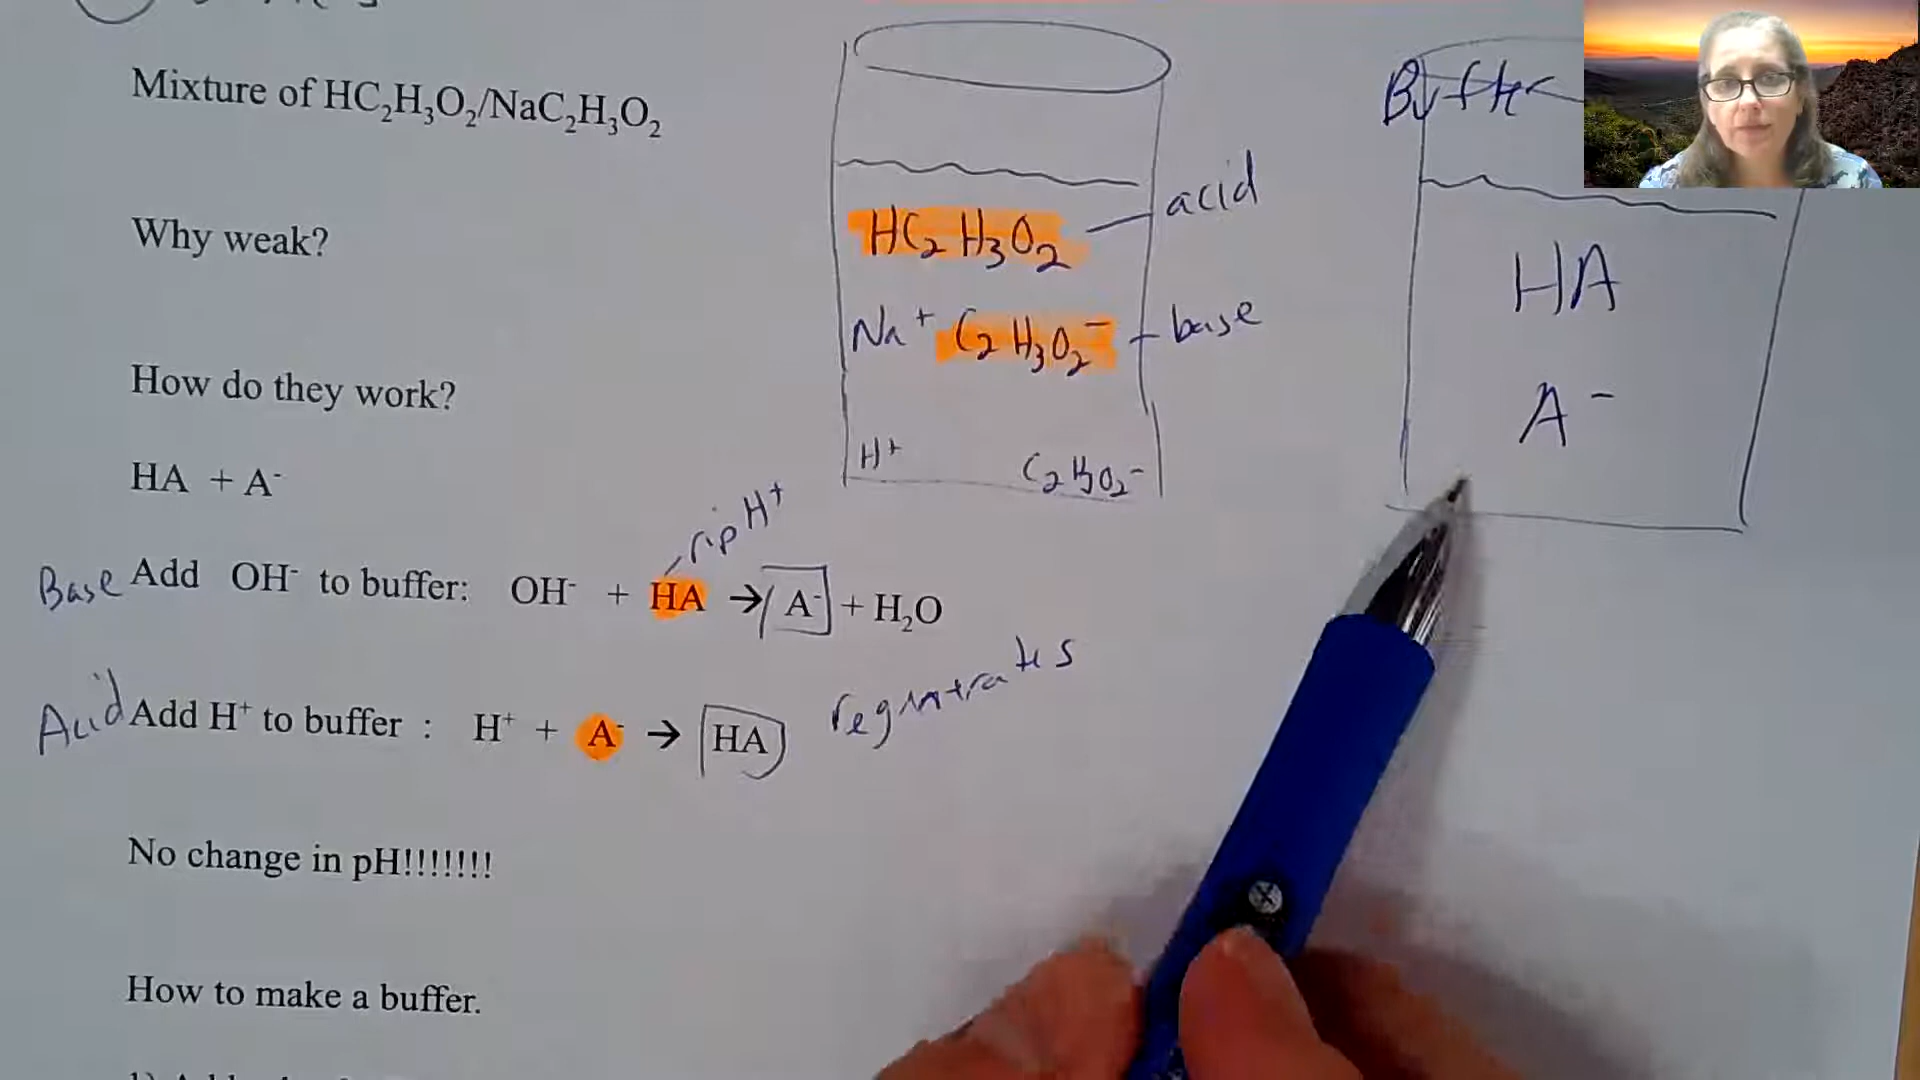 Mixture of HC₂H₃O₂/NaC₂H₃O₂
Why weak?
How do they work?
HA + A⁻
Base Add OH⁻ to buffer: OH⁻ + HA → A⁻ + H₂O
rip H⁺
Acid Add H⁺ to buffer : H⁺ + A⁻ → HA
No change in pH!!!!!!!
How to make a buffer.
HC₂H₃O₂
acid
Na⁺ C₂H₃O₂⁻
base
H⁺ C₂H₃O₂⁻
Buffer
HA
A⁻